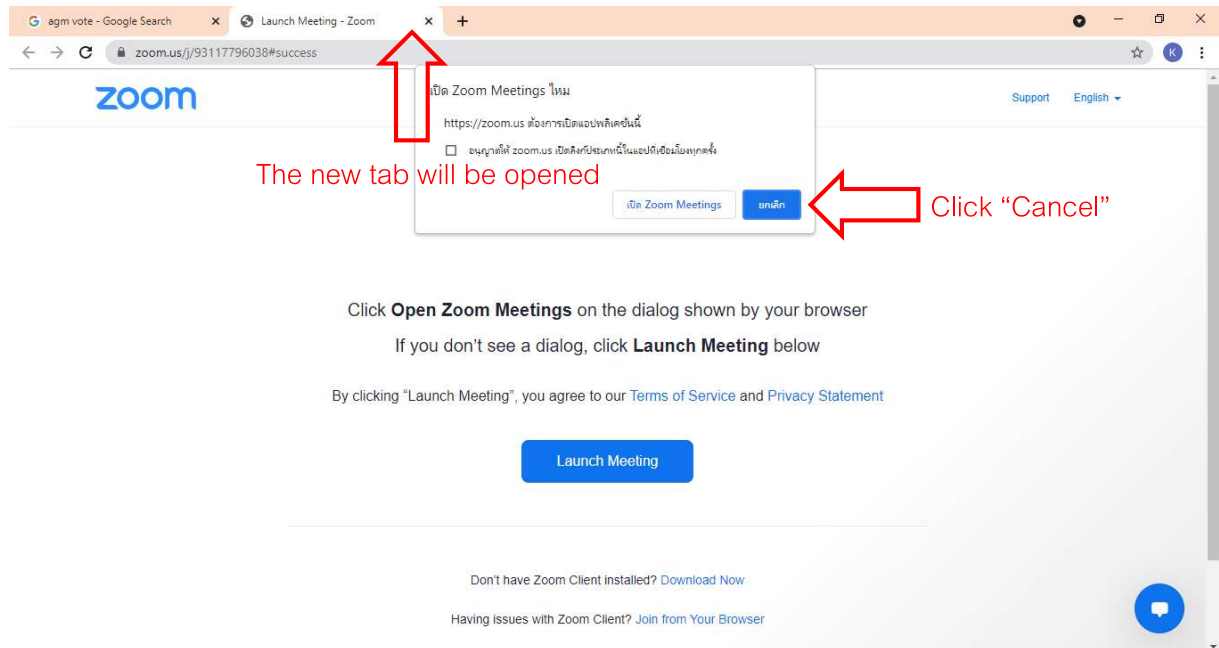 agm vote - Google Search
Launch Meeting - Zoom
zoom.us/j/93117796038#success
K
zoom
Support
English
เปิด Zoom Meetings ไหม
https://zoom.us ต้องการเปิดแอปพลิเคชันนี้
อนุญาตให้ zoom.us เปิดลิงก์ประเภทนี้ในแอปที่เชื่อมโยงทุกครั้ง
The new tab will be opened
เปิด Zoom Meetings
ยกเลิก
Click “Cancel”
Click Open Zoom Meetings on the dialog shown by your browser
If you don’t see a dialog, click Launch Meeting below
By clicking “Launch Meeting”, you agree to our Terms of Service and Privacy Statement
Launch Meeting
Don’t have Zoom Client installed? Download Now
Having issues with Zoom Client? Join from Your Browser